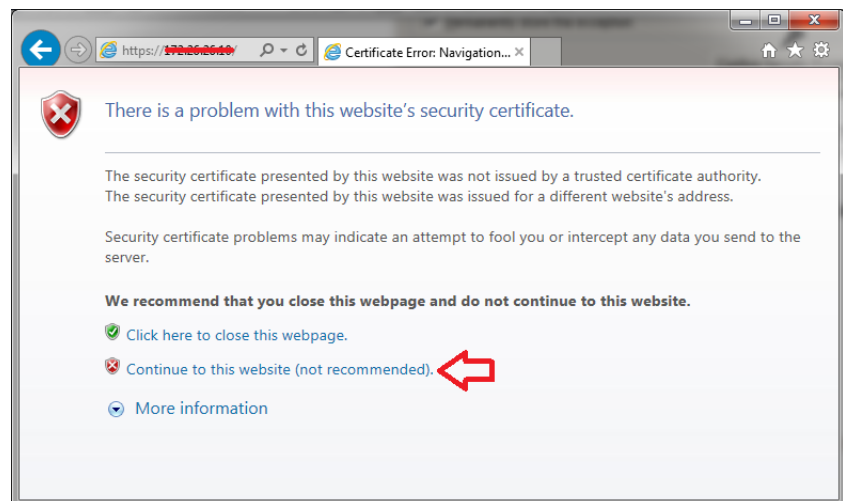 https://
Certificate Error: Navigation...
There is a problem with this website's security certificate.
The security certificate presented by this website was not issued by a trusted certificate authority.
The security certificate presented by this website was issued for a different website's address.
Security certificate problems may indicate an attempt to fool you or intercept any data you send to the
server.
We recommend that you close this webpage and do not continue to this website.
Click here to close this webpage.
Continue to this website (not recommended).
More information